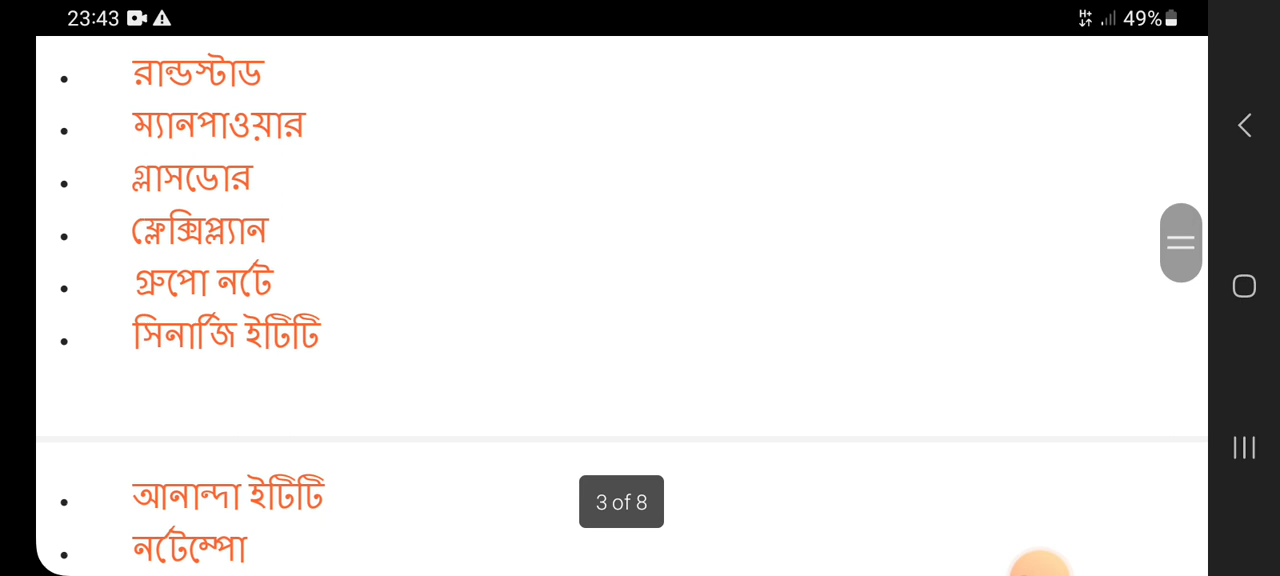 23:43 49%
রান্ডস্টাড
ম্যানপাওয়ার
গ্লাসডোর
ফ্লেক্সিপ্ল্যান
গ্রুপো নর্টে
সিনার্জি ইটিটি
আনান্দা ইটিটি
3 of 8
নর্টেম্পো